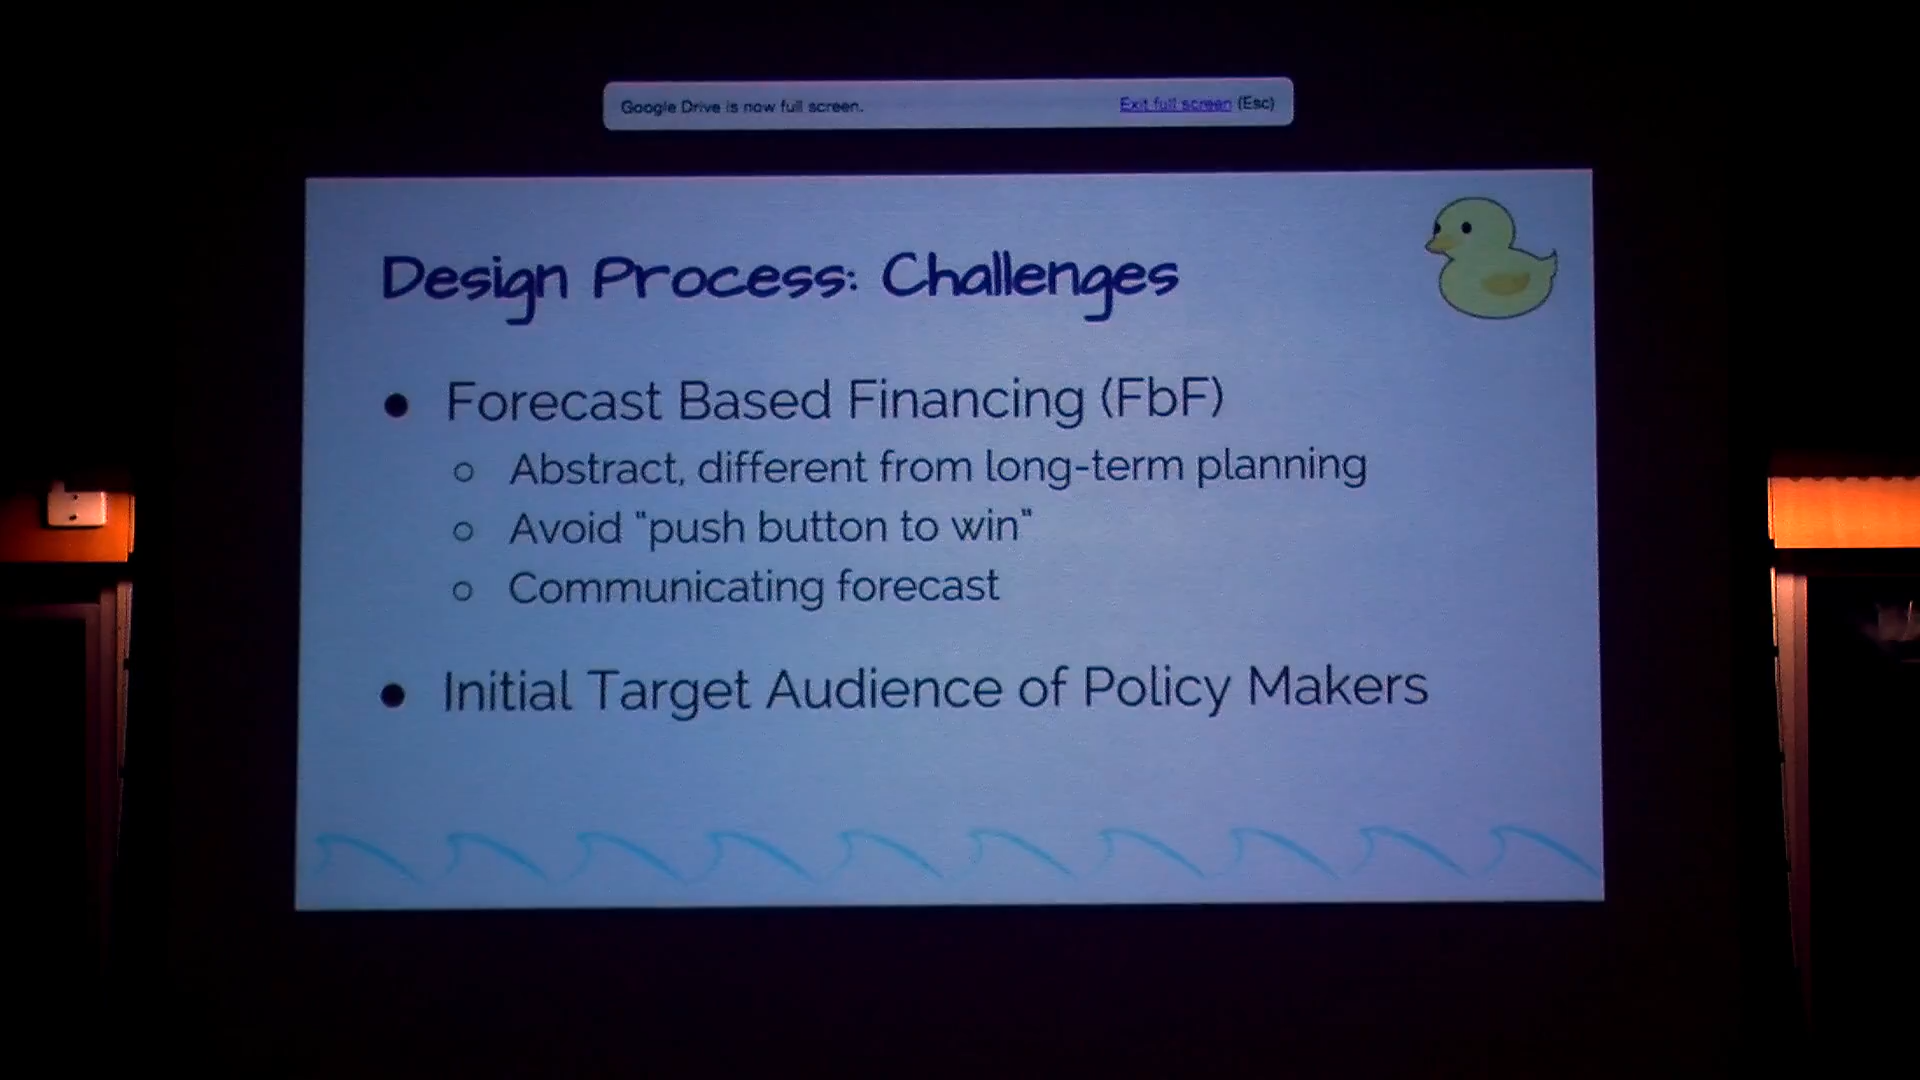 Google Drive is now full screen. Exit full screen (Esc)
Design Process: Challenges
● Forecast Based Financing (FbF)
○ Abstract, different from long-term planning
○ Avoid "push button to win"
○ Communicating forecast
● Initial Target Audience of Policy Makers